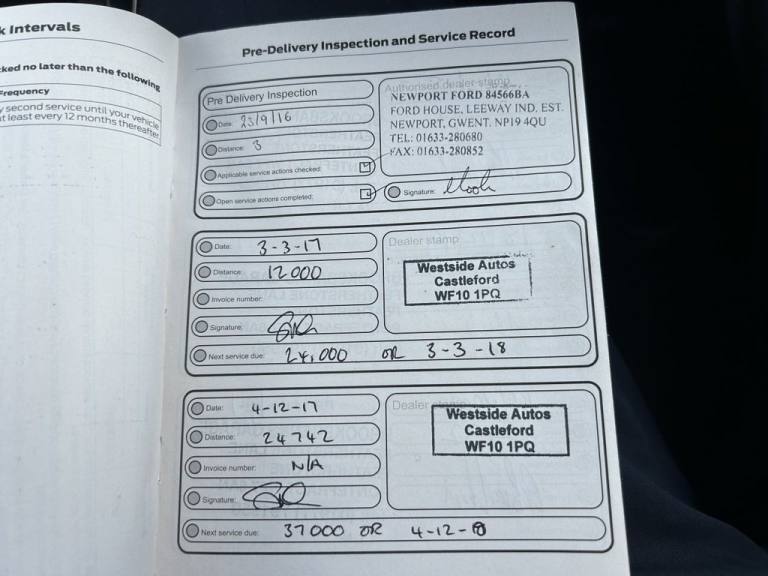 k Intervals
cked no later than the following
Frequency
y second service until your vehicle
t least every 12 months thereafter
Pre-Delivery Inspection and Service Record
Pre Delivery Inspection
Date: 23/9/16
Distance: 3
Applicable service actions checked:
Open service actions completed:
Authorised dealer stamp
NEWPORT FORD 84566BA
FORD HOUSE, LEEWAY IND. EST.
NEWPORT, GWENT. NP19 4QU
TEL: 01633-280680
FAX: 01633-280852
Signature:
Date: 3-3-17
Distance: 12000
Invoice number:
Signature:
Next service due: 24,000 OR 3-3-18
Dealer stamp
Westside Autos
Castleford
WF10 1PQ
Date: 4-12-17
Distance: 24742
Invoice number: N/A
Signature:
Next service due: 37000 OR 4-12-18
Dealer stamp
Westside Autos
Castleford
WF10 1PQ